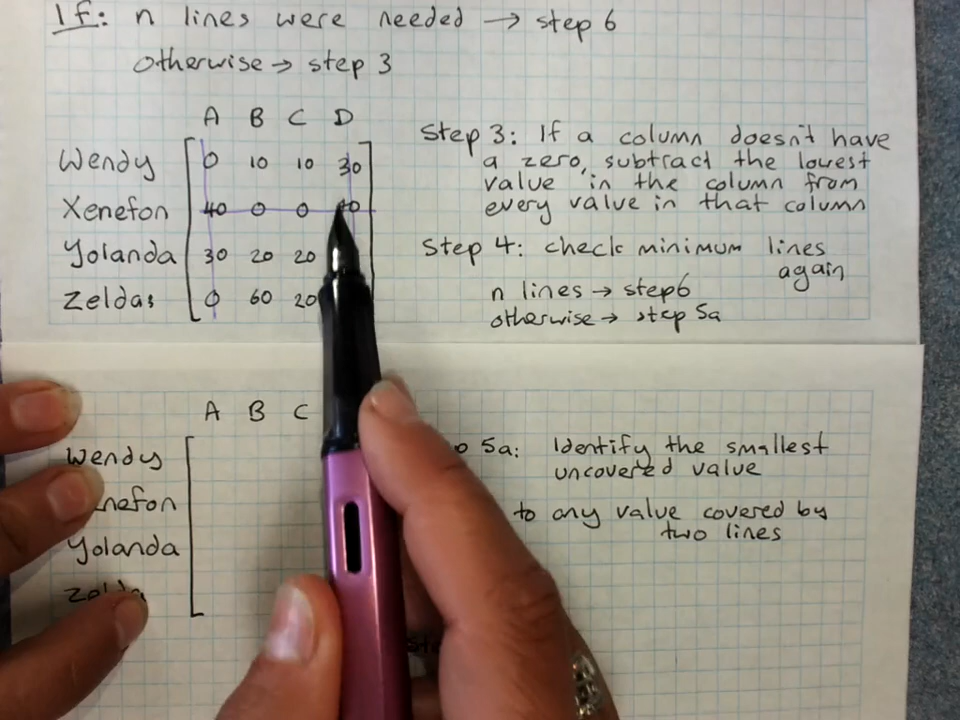 If: n lines were needed → step 6
otherwise → step 3
A B C D
Wendy 0 10 10 30
Xenefon 40 0 0
Yolanda 30 20 20
Zeldas 0 60 20
Step 3: If a column doesn't have
a zero, subtract the lowest
value in the column from
every value in that column
Step 4: check minimum lines
again
n lines → step 6
otherwise → step 5a
A B C
Wendy
nefon
Yolanda
5a: Identify the smallest
uncovered value
to any value covered by
two lines